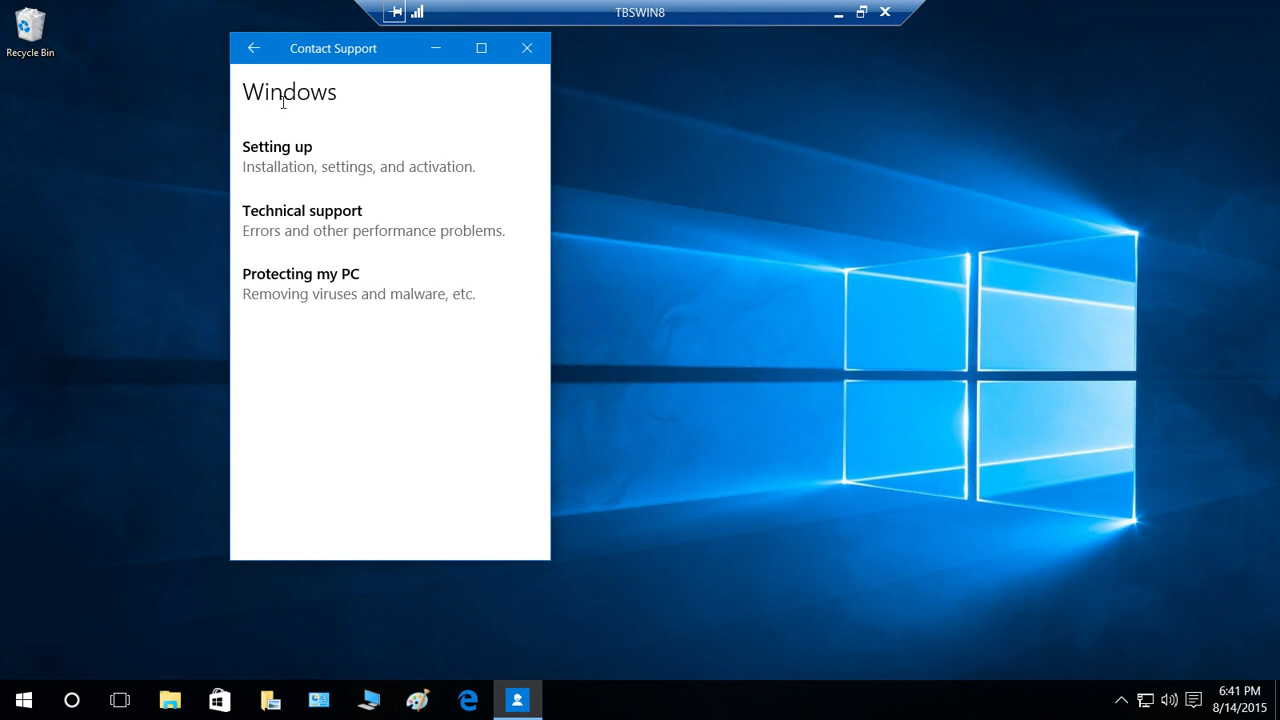 TBSWIN8
Recycle Bin
Contact Support
Windows
Setting up
Installation, settings, and activation.
Technical support
Errors and other performance problems.
Protecting my PC
Removing viruses and malware, etc.
6:41 PM
8/14/2015